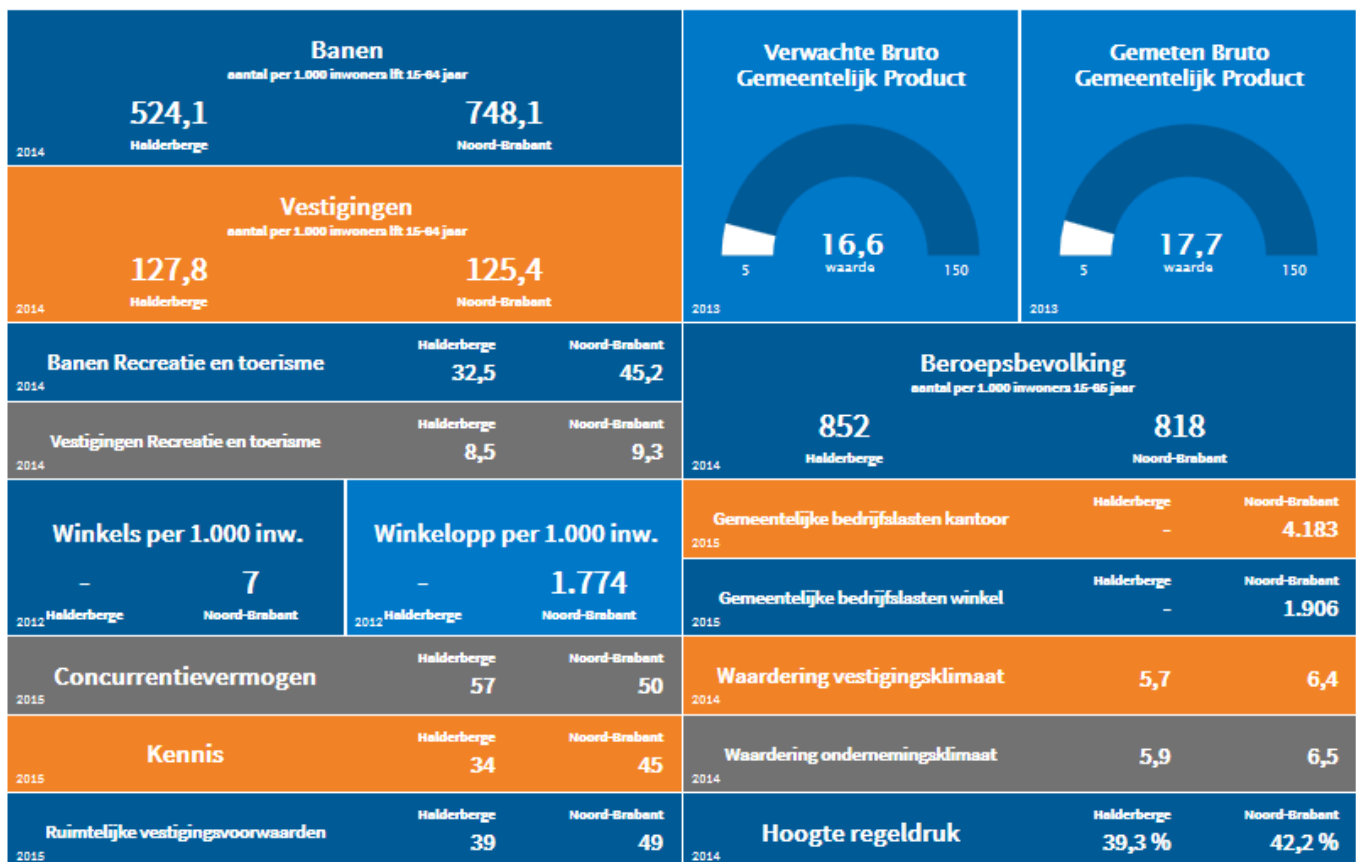 Banen
aantal per 1.000 inwoners lft 15-64 jaar
524,1 748,1
Halderberge Noord-Brabant
2014
Vestigingen
aantal per 1.000 inwoners lft 15-64 jaar
127,8 125,4
Halderberge Noord-Brabant
2014
Verwachte Bruto
Gemeentelijk Product
16,6
waarde
5 150
2013
Gemeten Bruto
Gemeentelijk Product
17,7
waarde
5 150
2013
Halderberge Noord-Brabant
Banen Recreatie en toerisme 32,5 45,2
2014
Halderberge Noord-Brabant
Vestigingen Recreatie en toerisme 8,5 9,3
2014
Beroepsbevolking
aantal per 1.000 inwoners 15-65 jaar
852 818
Halderberge Noord-Brabant
2014
Winkels per 1.000 inw.
- 7
Halderberge Noord-Brabant
2012
Winkelopp per 1.000 inw.
- 1.774
Halderberge Noord-Brabant
2012
Halderberge Noord-Brabant
Gemeentelijke bedrijfslasten kantoor - 4.183
2015
Halderberge Noord-Brabant
Gemeentelijke bedrijfslasten winkel - 1.906
2015
Halderberge Noord-Brabant
Concurrentievermogen 57 50
2015
Waardering vestigingsklimaat 5,7 6,4
2014
Halderberge Noord-Brabant
Kennis 34 45
2015
Waardering ondernemingsklimaat 5,9 6,5
2014
Halderberge Noord-Brabant
Ruimtelijke vestigingsvoorwaarden 39 49
2015
Halderberge Noord-Brabant
Hoogte regeldruk 39,3 % 42,2 %
2014